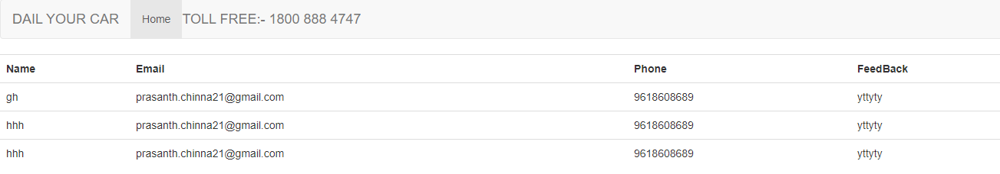 DAIL YOUR CAR Home TOLL FREE:- 1800 888 4747
Name Email Phone FeedBack
gh prasanth.chinna21@gmail.com 9618608689 yttyty
hhh prasanth.chinna21@gmail.com 9618608689 yttyty
hhh prasanth.chinna21@gmail.com 9618608689 yttyty